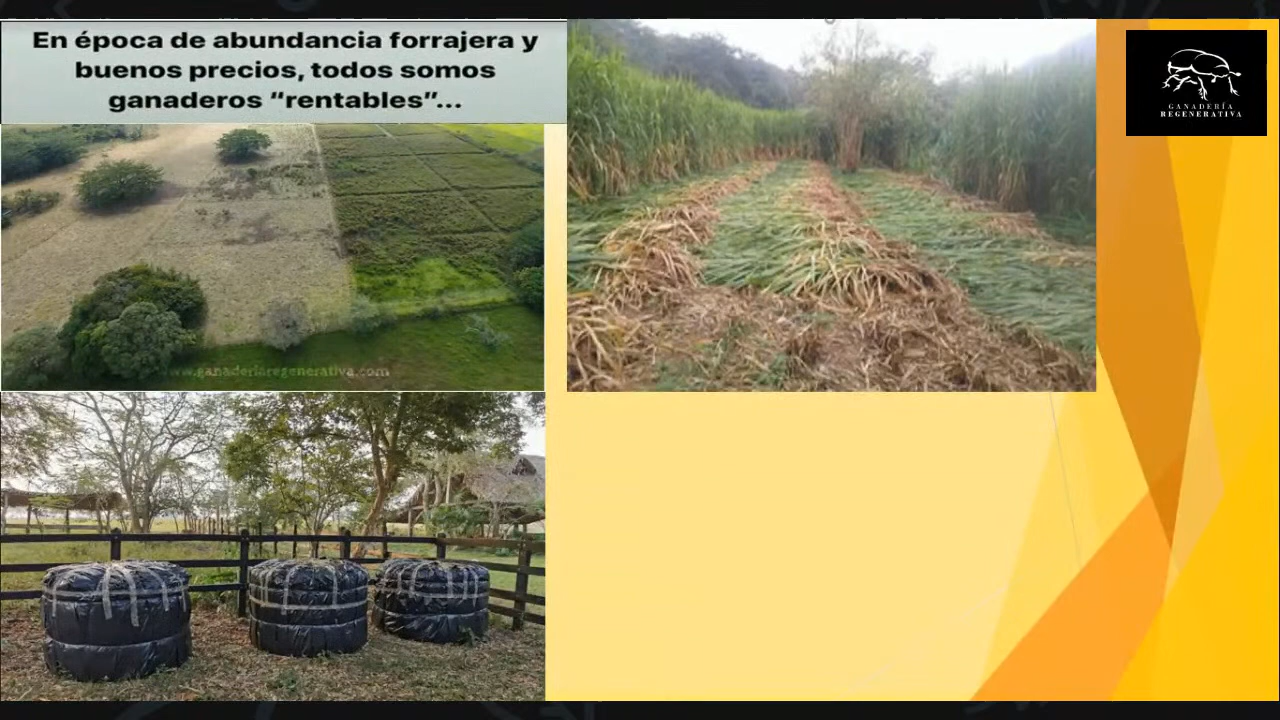 En época de abundancia forrajera y
buenos precios, todos somos
ganaderos “rentables”...
GANADERÍA
REGENERATIVA
www.ganaderiaregenerativa.com